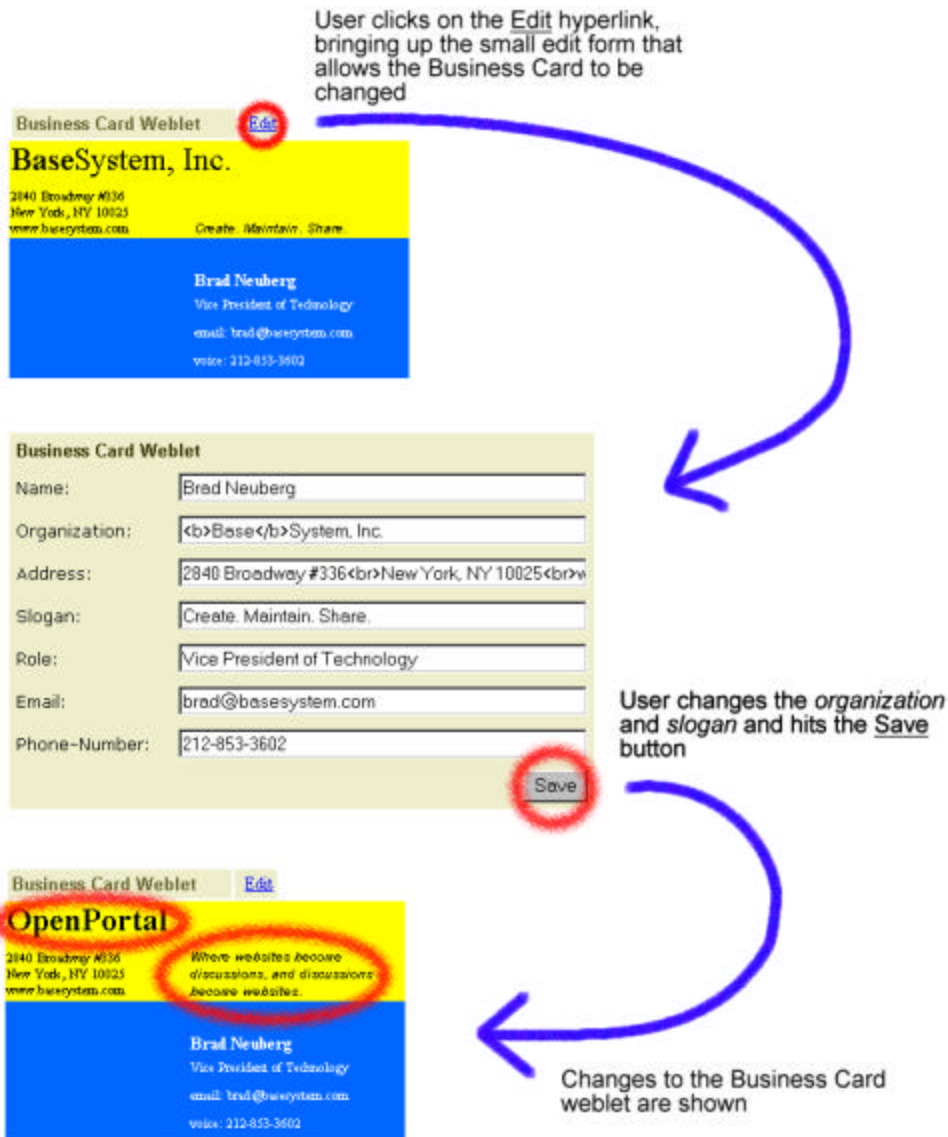 User clicks on the Edit hyperlink,
bringing up the small edit form that
allows the Business Card to be
changed
Business Card Weblet Edit
BaseSystem, Inc.
2840 Broadway #336
New York, NY 10025
www.basesystem.com Create. Maintain. Share.
Brad Neuberg
Vice President of Technology
email: brad@basesystem.com
voice: 212-853-3602
Business Card Weblet
Name: Brad Neuberg
Organization: <b>Base</b>System, Inc.
Address: 2840 Broadway #336<br>New York, NY 10025<br>w
Slogan: Create. Maintain. Share.
Role: Vice President of Technology
Email: brad@basesystem.com
Phone-Number: 212-853-3602
Save
User changes the organization
and slogan and hits the Save
button
Business Card Weblet Edit
OpenPortal
2840 Broadway #336
New York, NY 10025
www.basesystem.com
Where websites become
discussions, and discussions
become websites.
Brad Neuberg
Vice President of Technology
email: brad@basesystem.com
voice: 212-853-3602
Changes to the Business Card
weblet are shown